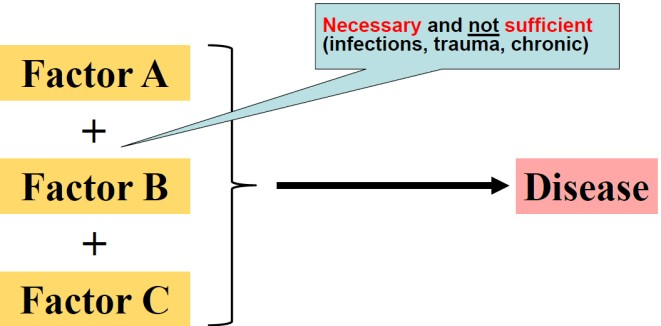 Necessary and not sufficient
(infections, trauma, chronic)
Factor A
+
Factor B
+
Factor C
Disease